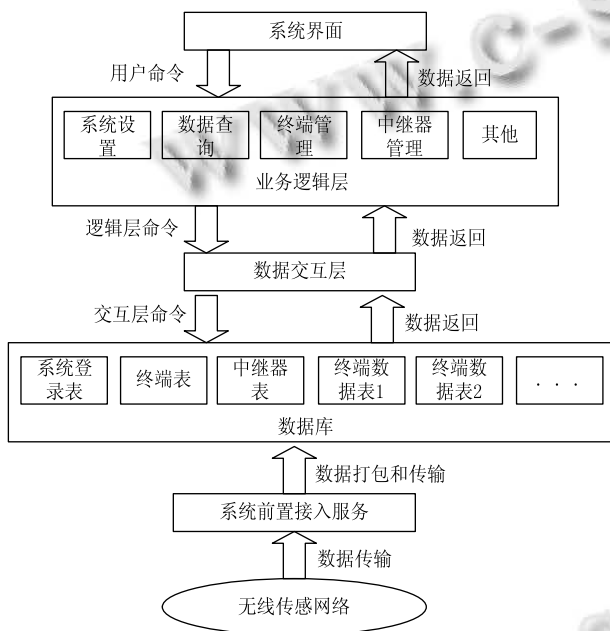 系统界面
用户命令
数据返回
系统设
置
数据查
询
终端管
理
中继器
管理
其他
业务逻辑层
逻辑层命令
数据返回
数据交互层
交互层命令
数据返回
系统登
录表
终端表
中继器
表
终端数
据表1
终端数
据表2
...
数据库
数据打包和传输
系统前置接入服务
数据传输
无线传感网络
www.c-s